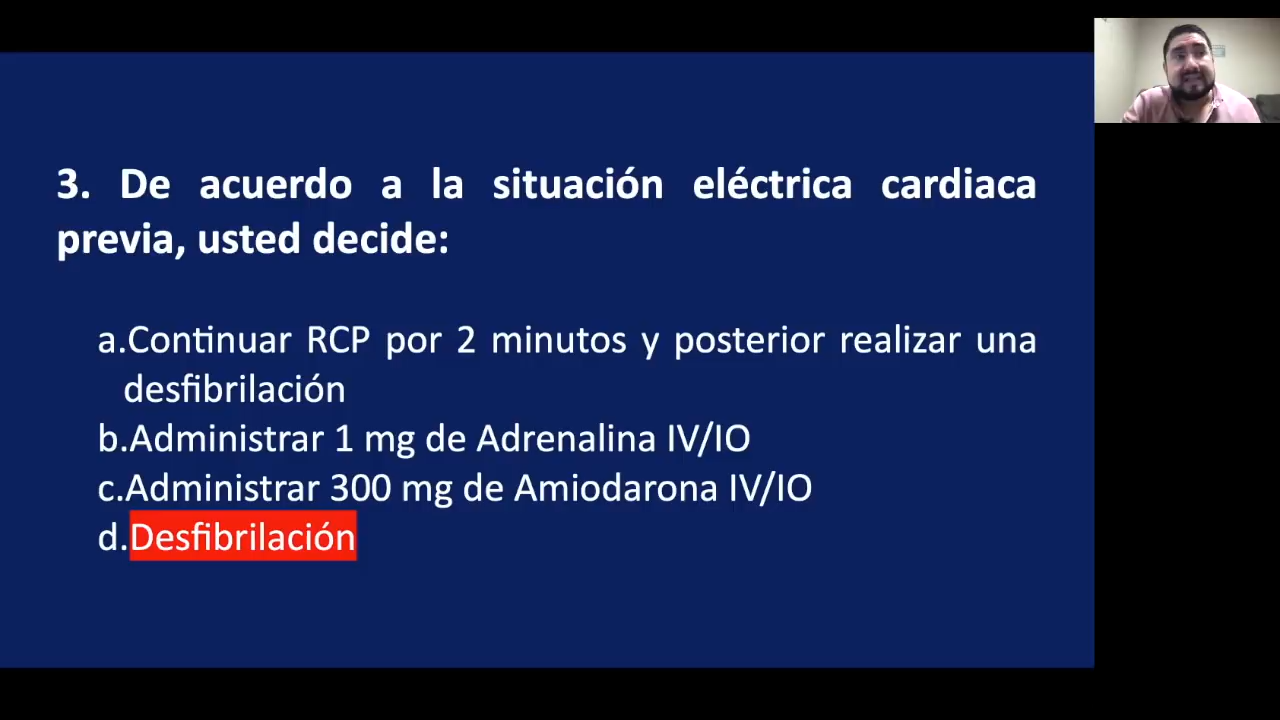 3. De acuerdo a la situación eléctrica cardiaca
previa, usted decide:
a.Continuar RCP por 2 minutos y posterior realizar una
desfibrilación
b.Administrar 1 mg de Adrenalina IV/IO
c.Administrar 300 mg de Amiodarona IV/IO
d.Desfibrilación